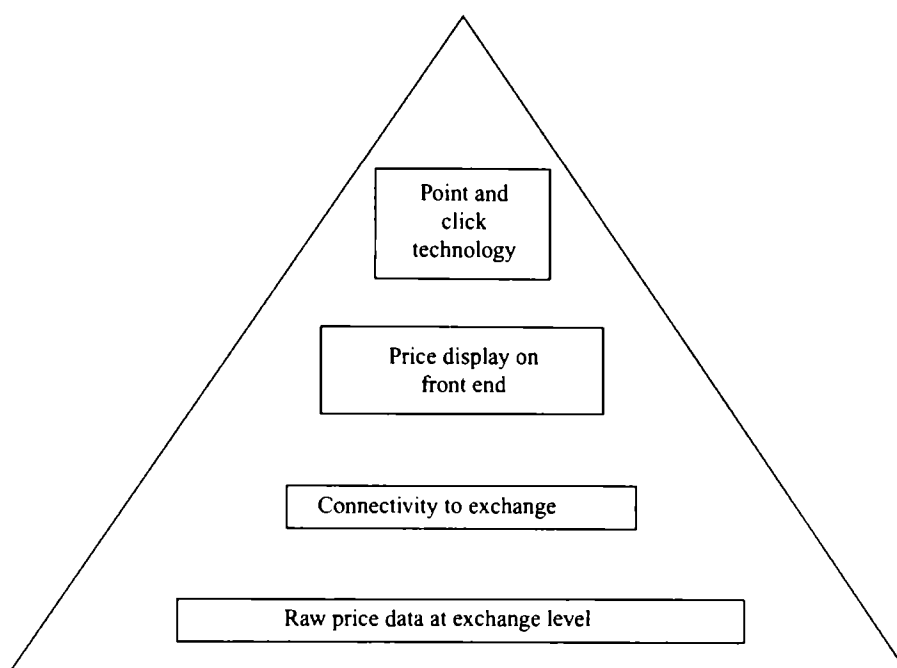 Point and
click
technology
Price display on
front end
Connectivity to exchange
Raw price data at exchange level